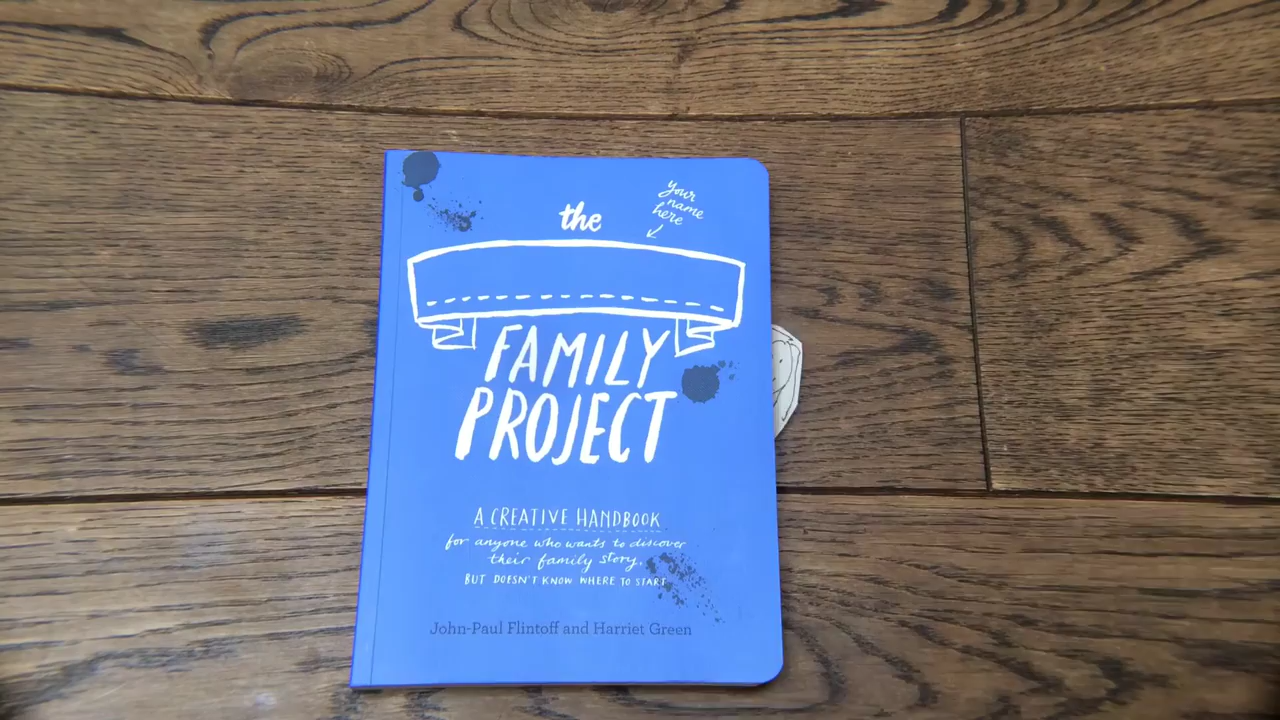 the
your
name
here
FAMILY
PROJECT
A CREATIVE HANDBOOK
for anyone who wants to discover
their family story,
BUT DOESN'T KNOW WHERE TO START
John-Paul Flintoff and Harriet Green